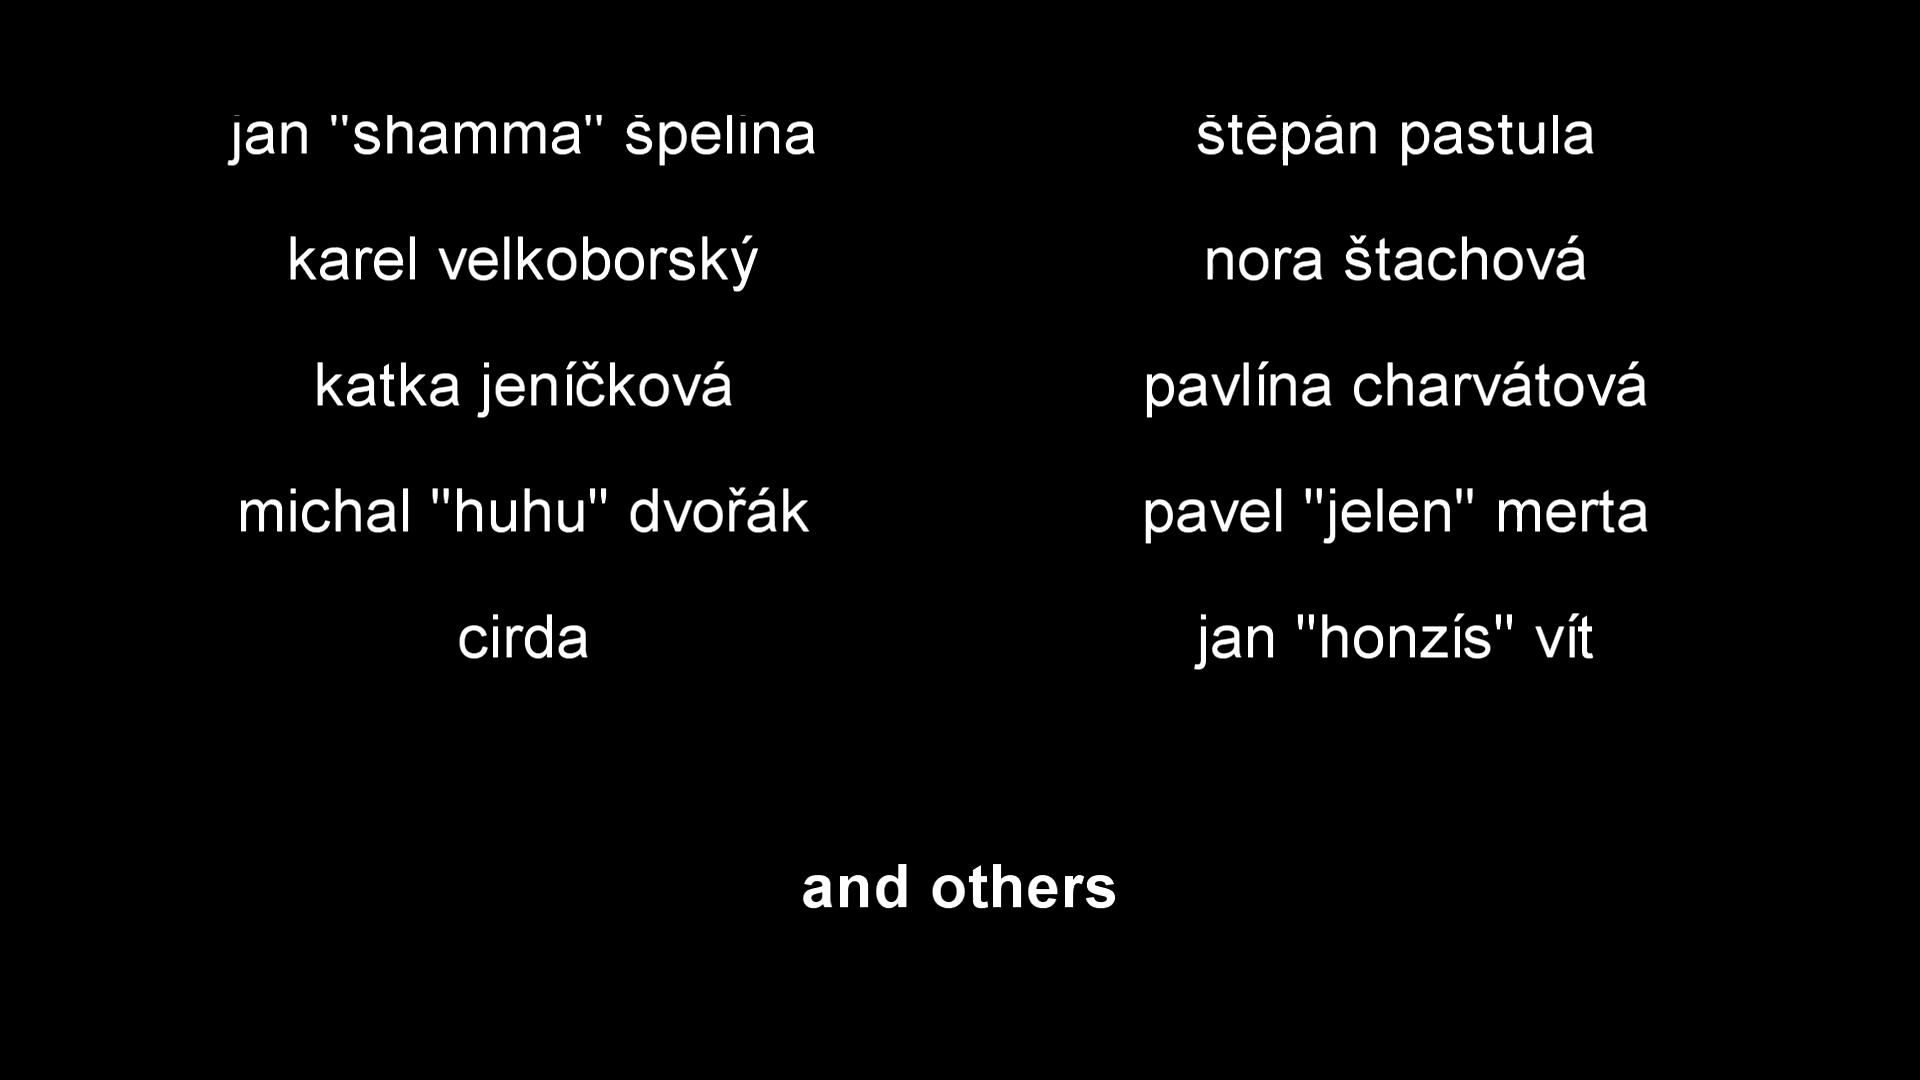 jan "shamma" špelina
štěpán pastula
karel velkoborský
nora štachová
katka jeníčková
pavlína charvátová
michal "huhu" dvořák
pavel "jelen" merta
cirda
jan "honzís" vít
and others